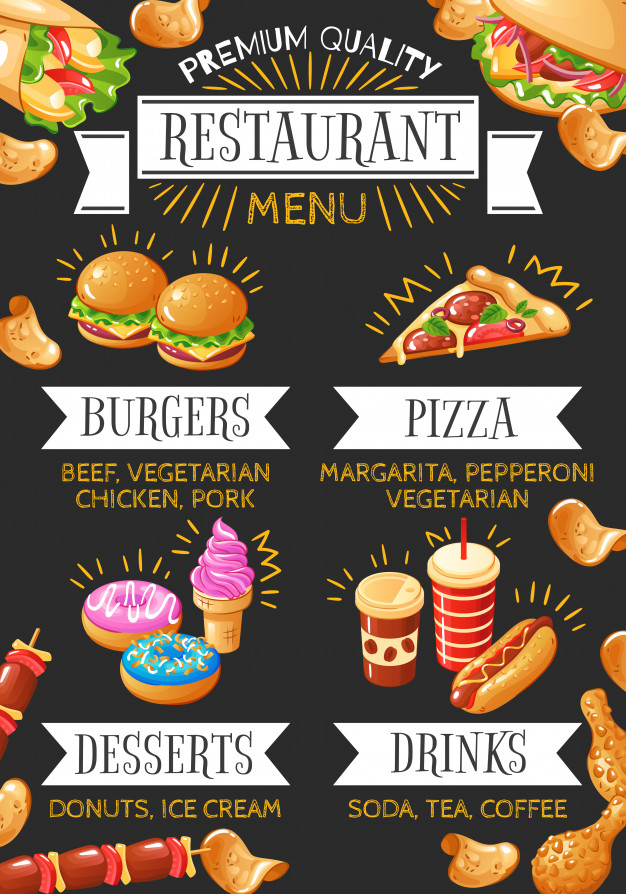 PREMIUM QUALITY
RESTAURANT
MENU
BURGERS
BEEF, VEGETARIAN
CHICKEN, PORK
PIZZA
MARGARITA, PEPPERONI
VEGETARIAN
DESSERTS
DONUTS, ICE CREAM
DRINKS
SODA, TEA, COFFEE